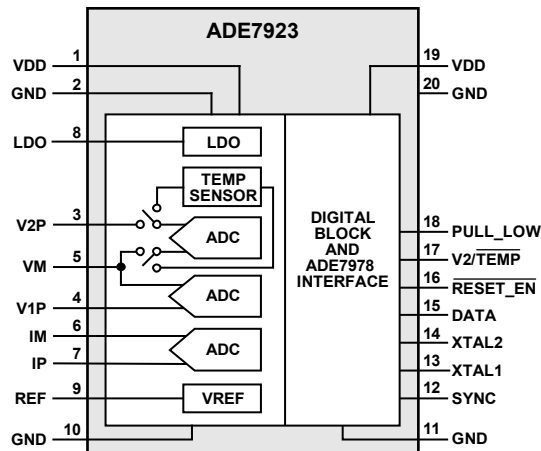 ADE7923
VDD 1
GND 2
LDO 8
V2P 3
VM 5
V1P 4
IM 6
IP 7
REF 9
GND 10
LDO
TEMP
SENSOR
ADC
ADC
ADC
VREF
DIGITAL
BLOCK
AND
ADE7978
INTERFACE
19 VDD
20 GND
18 PULL_LOW
17 V2/TEMP
16 RESET_EN
15 DATA
14 XTAL2
13 XTAL1
12 SYNC
11 GND